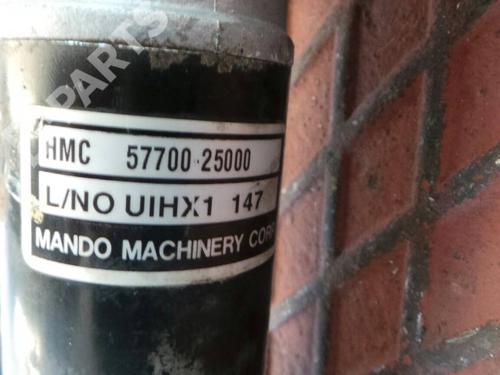 PARTS
HMC 57700-25000
L/NO UIHX1 147
MANDO MACHINERY CORP